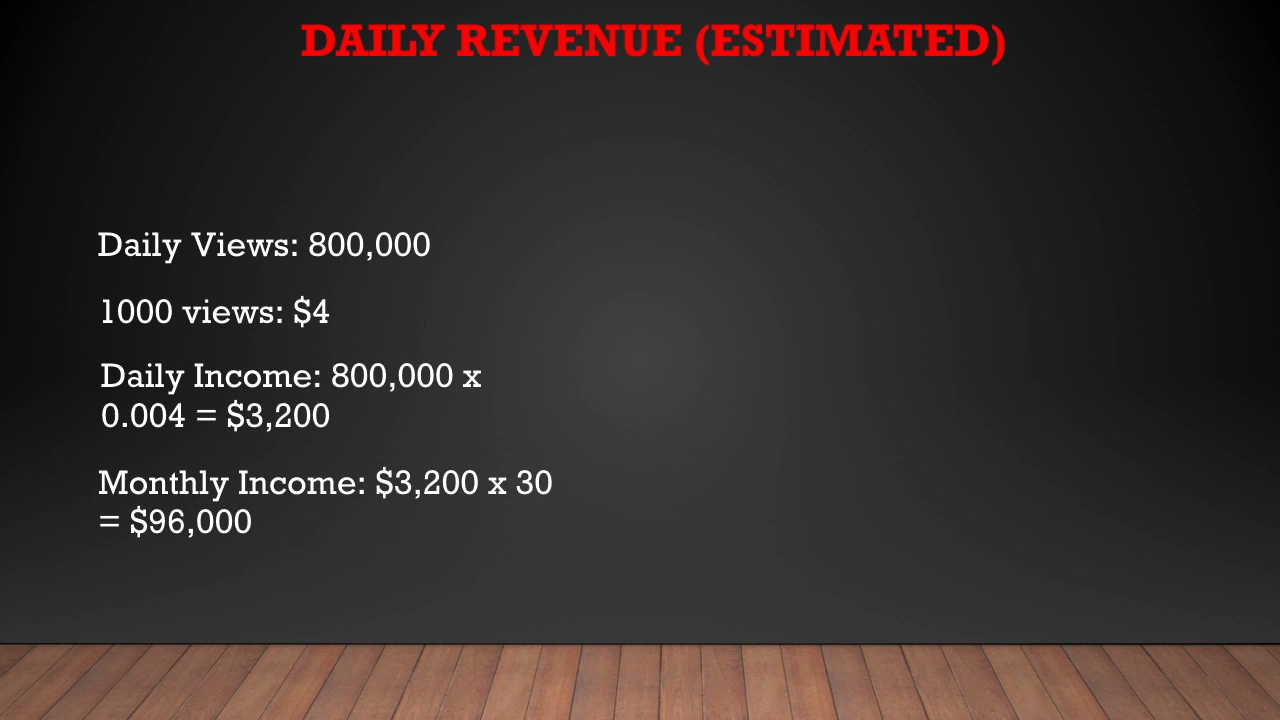 DAILY REVENUE (ESTIMATED)
Daily Views: 800,000
1000 views: $4
Daily Income: 800,000 x
0.004 = $3,200
Monthly Income: $3,200 x 30
= $96,000